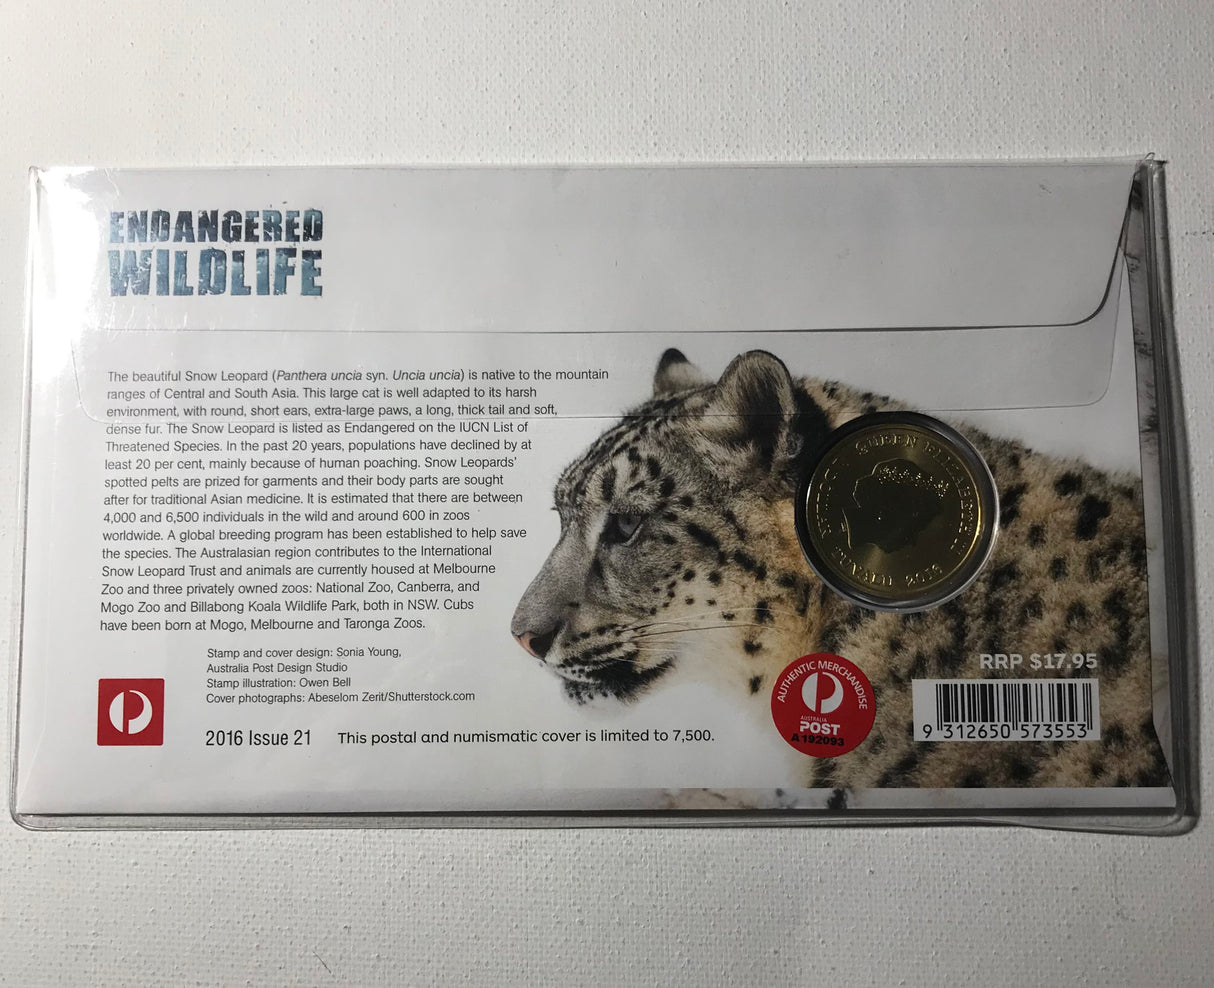 ENDANGERED
WILDLIFE
The beautiful Snow Leopard (Panthera uncia syn. Uncia uncia) is native to the mountain
ranges of Central and South Asia. This large cat is well adapted to its harsh
environment, with round, short ears, extra-large paws, a long, thick tail and soft,
dense fur. The Snow Leopard is listed as Endangered on the IUCN List of
Threatened Species. In the past 20 years, populations have declined by at
least 20 per cent, mainly because of human poaching. Snow Leopards'
spotted pelts are prized for garments and their body parts are sought
after for traditional Asian medicine. It is estimated that there are between
4,000 and 6,500 individuals in the wild and around 600 in zoos
worldwide. A global breeding program has been established to help save
the species. The Australasian region contributes to the International
Snow Leopard Trust and animals are currently housed at Melbourne
Zoo and three privately owned zoos: National Zoo, Canberra, and
Mogo Zoo and Billabong Koala Wildlife Park, both in NSW. Cubs
have been born at Mogo, Melbourne and Taronga Zoos.
Stamp and cover design: Sonia Young,
Australia Post Design Studio
Stamp illustration: Owen Bell
Cover photographs: Abeselom Zerit/Shutterstock.com
2016 Issue 21
This postal and numismatic cover is limited to 7,500.
QUEEN ELIZABETH II
TUVALU 2016
AUTHENTIC MERCHANDISE
AUSTRALIA
POST
A 192093
RRP $17.95
9 312650 573553